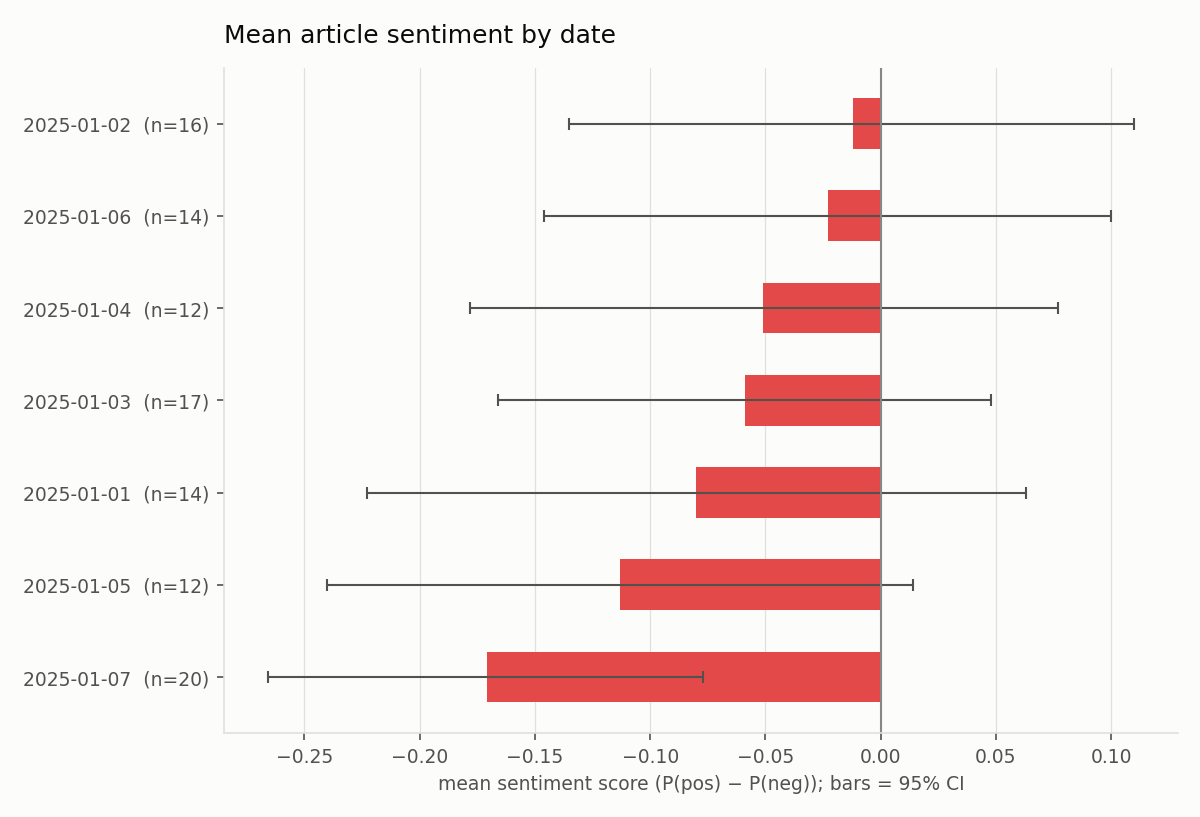 Mean article sentiment by date
2025-01-02 (n=16)
2025-01-06 (n=14)
2025-01-04 (n=12)
2025-01-03 (n=17)
2025-01-01 (n=14)
2025-01-05 (n=12)
2025-01-07 (n=20)
−0.25 −0.20 −0.15 −0.10 −0.05 0.00 0.05 0.10
mean sentiment score (P(pos) − P(neg)); bars = 95% CI